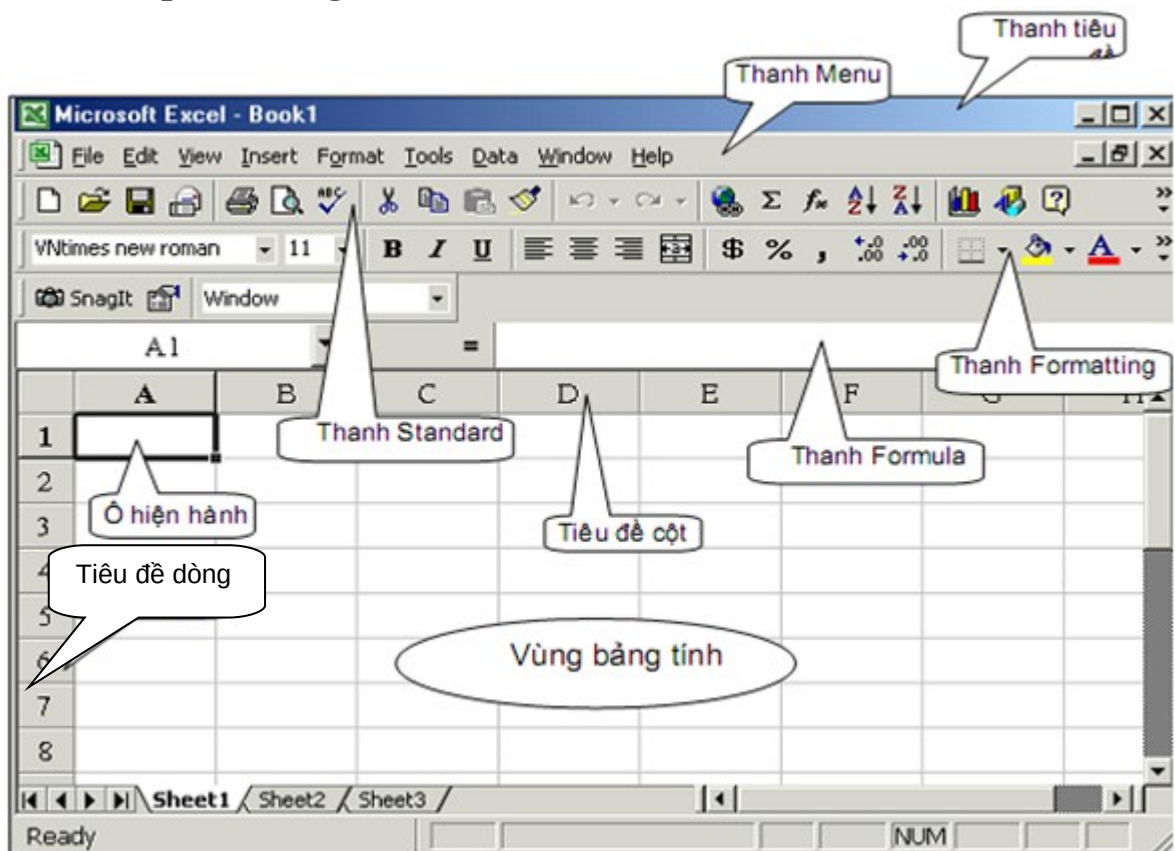 Thanh tiêu
Thanh Menu
Microsoft Excel - Book1
File Edit View Insert Format Tools Data Window Help
VNtimes new roman 11 B I U $ % ,
SnagIt Window
A1 =
Thanh Formatting
A B C D E F
Thanh Standard
Thanh Formula
1
2
Ô hiện hành
3
Tiêu đề cột
Tiêu đề dòng
5
6
Vùng bảng tính
7
8
Sheet1 Sheet2 Sheet3
Ready NUM